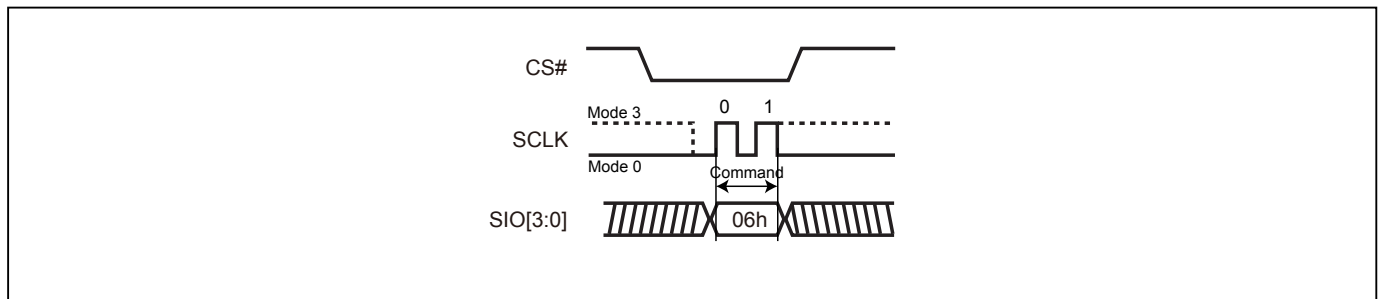 CS#
Mode 3
0 1
SCLK
Mode 0
Command
SIO[3:0]
06h